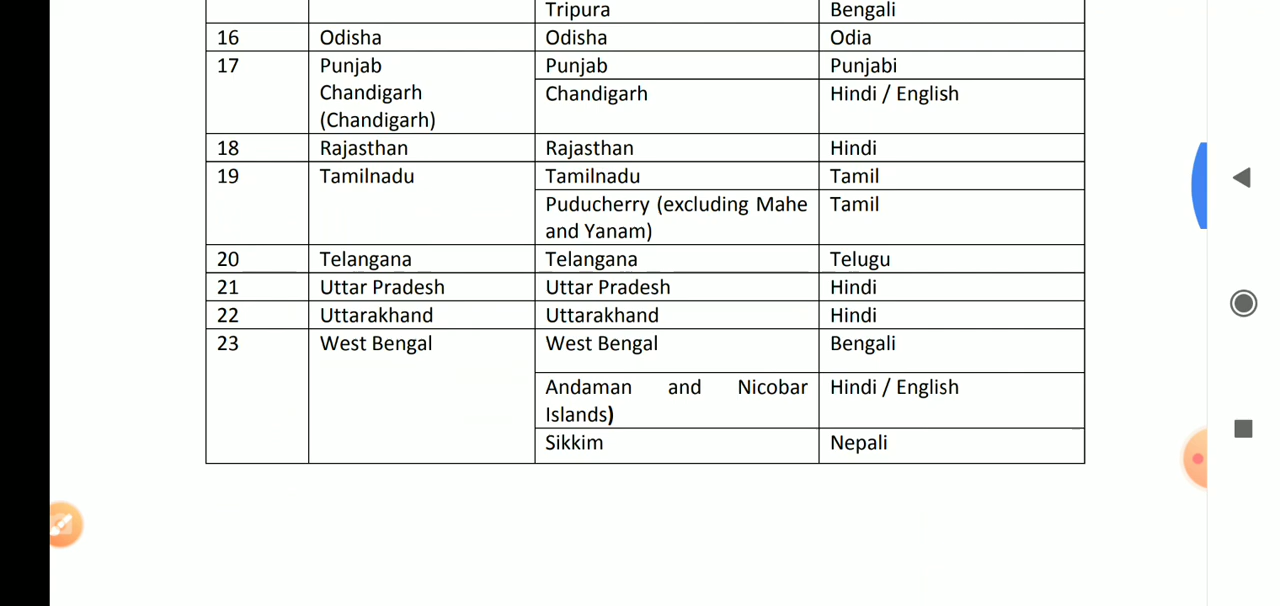 Tripura Bengali
16 Odisha Odisha Odia
17 Punjab Punjab Punjabi
Chandigarh Chandigarh Hindi / English
(Chandigarh)
18 Rajasthan Rajasthan Hindi
19 Tamilnadu Tamilnadu Tamil
Puducherry (excluding Mahe Tamil
and Yanam)
20 Telangana Telangana Telugu
21 Uttar Pradesh Uttar Pradesh Hindi
22 Uttarakhand Uttarakhand Hindi
23 West Bengal West Bengal Bengali
Andaman and Nicobar Hindi / English
Islands)
Sikkim Nepali